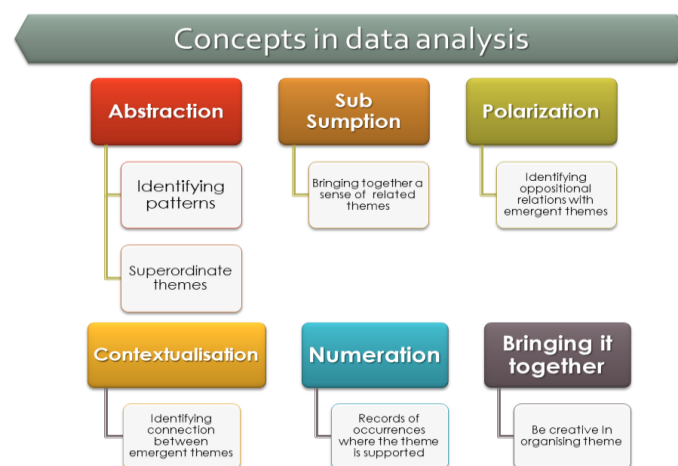 Concepts in data analysis
Abstraction
Identifying
patterns
Superordinate
themes
Sub
Sumption
Bringing together a
sense of related
themes
Polarization
Identifying
oppositional
relations with
emergent themes
Contextualisation
Identifying
connection
between
emergent themes
Numeration
Records of
occurrences
where the theme
is supported
Bringing it
together
Be creative in
organising theme